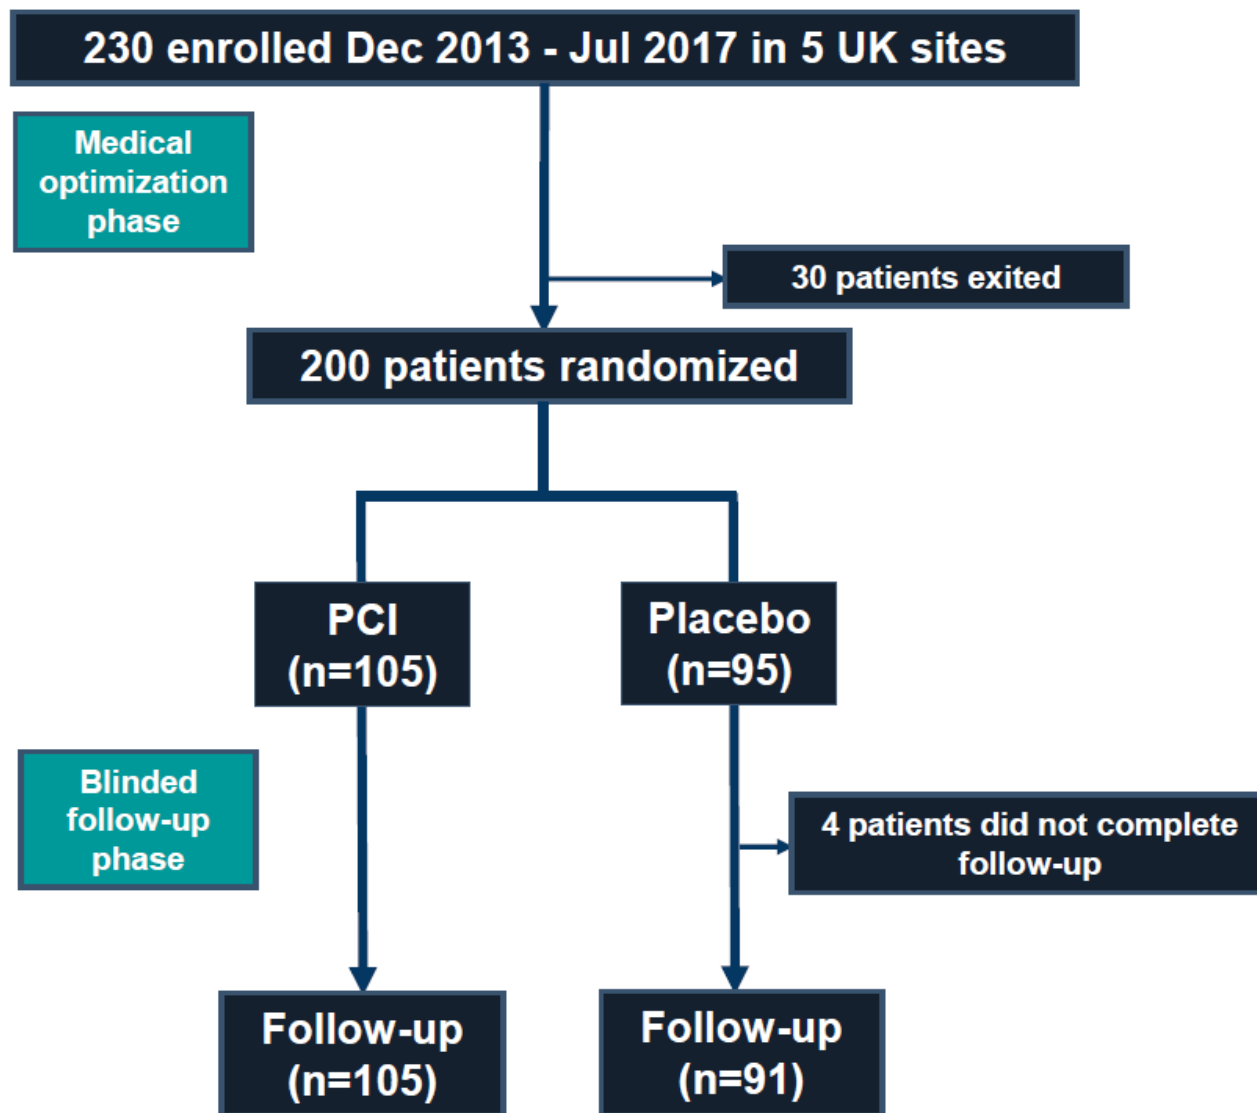 230 enrolled Dec 2013 - Jul 2017 in 5 UK sites
Medical
optimization
phase
30 patients exited
200 patients randomized
PCI
(n=105)
Placebo
(n=95)
Blinded
follow-up
phase
4 patients did not complete
follow-up
Follow-up
(n=105)
Follow-up
(n=91)